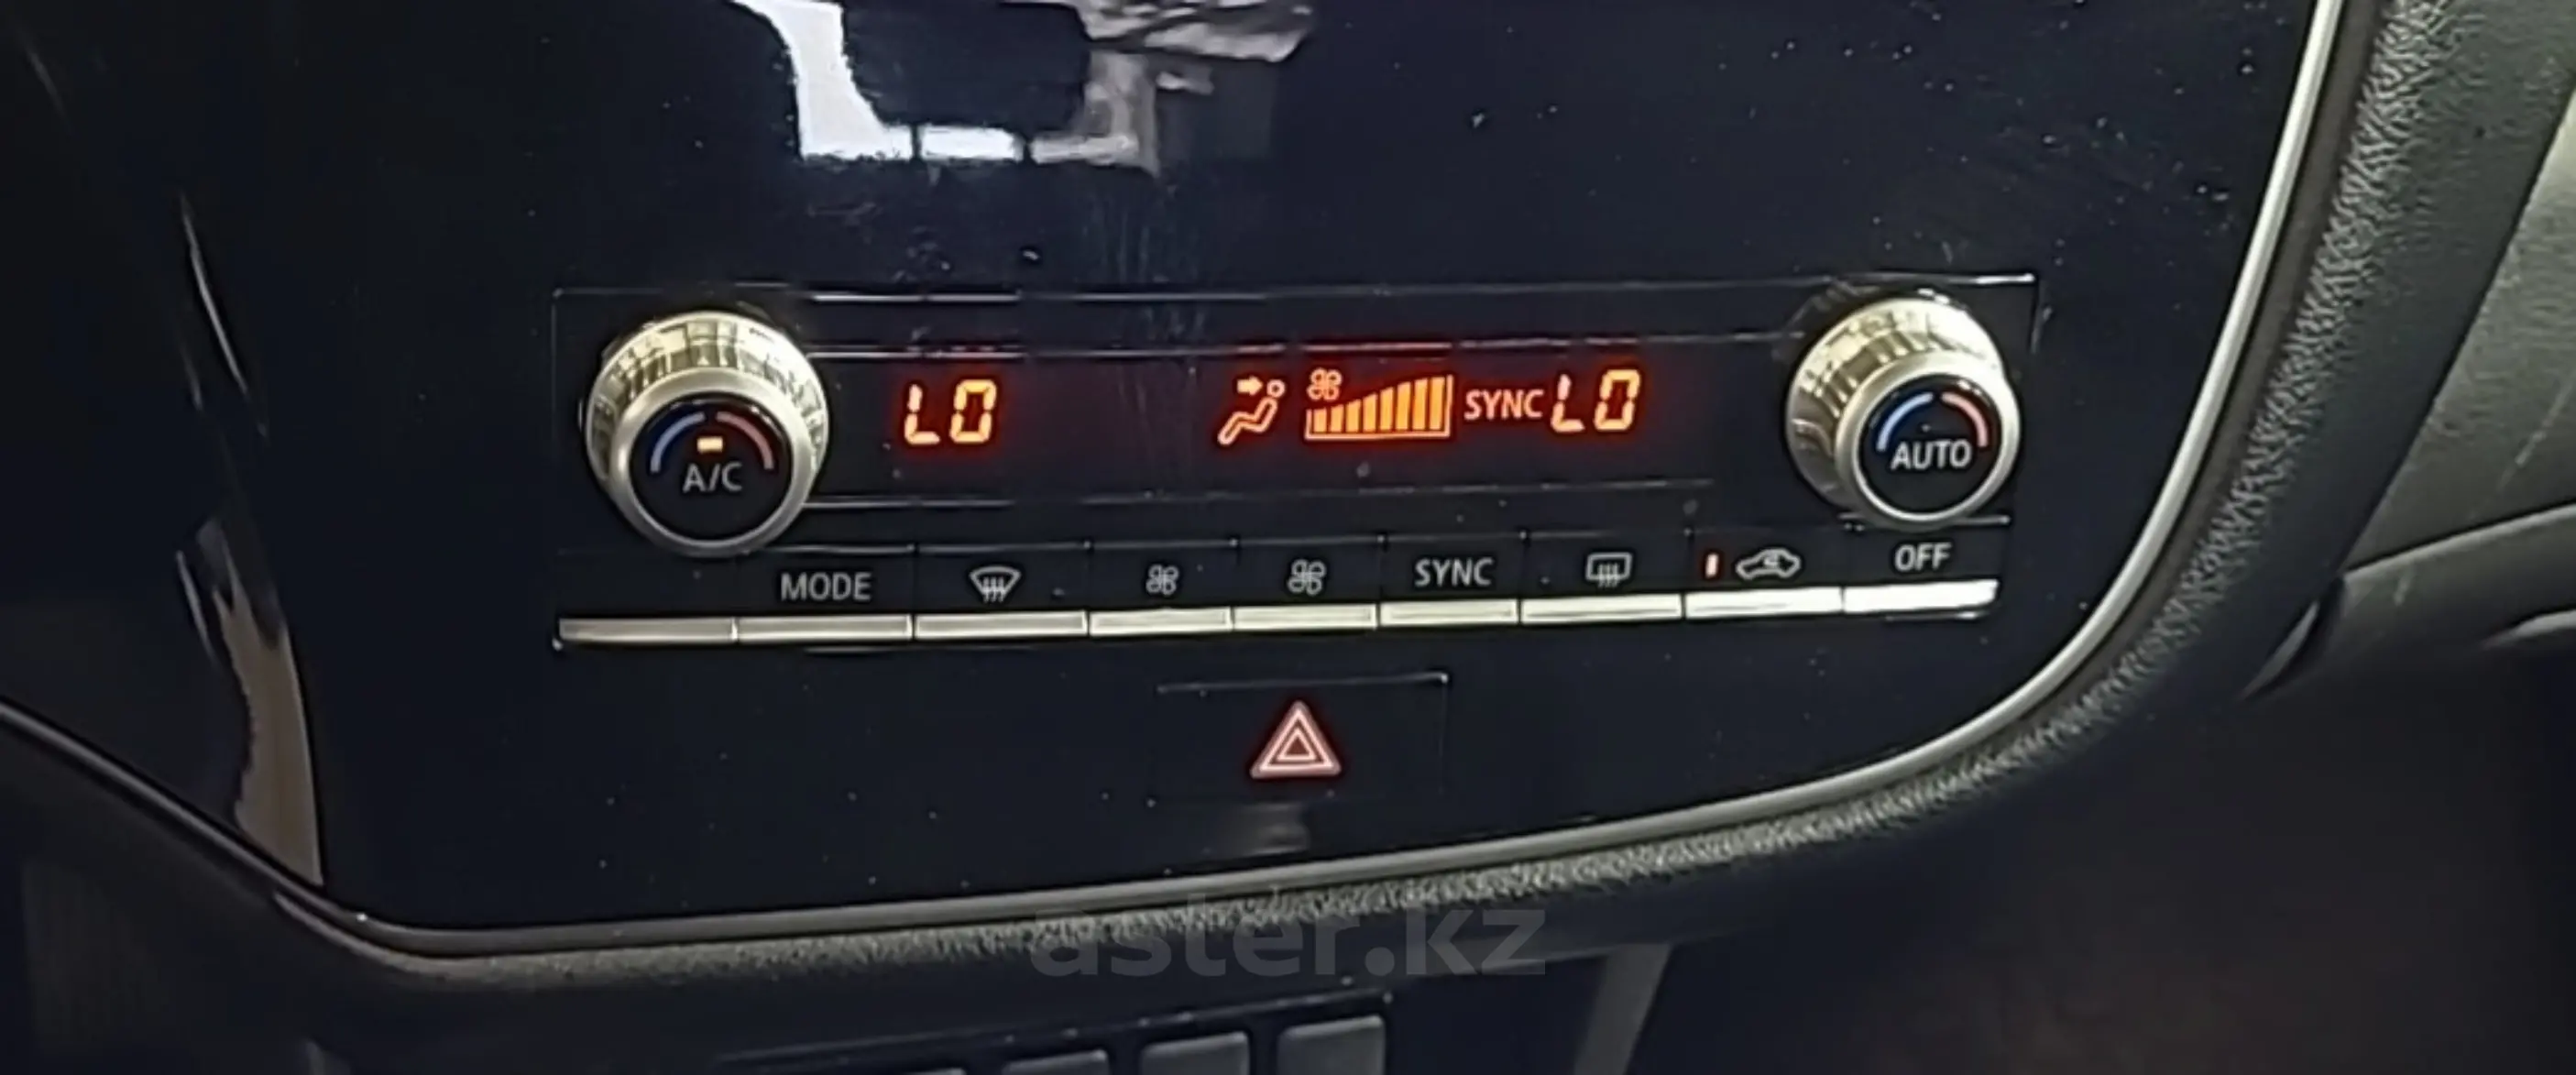 LO SYNC LO
A/C AUTO
MODE SYNC OFF
aster.kz